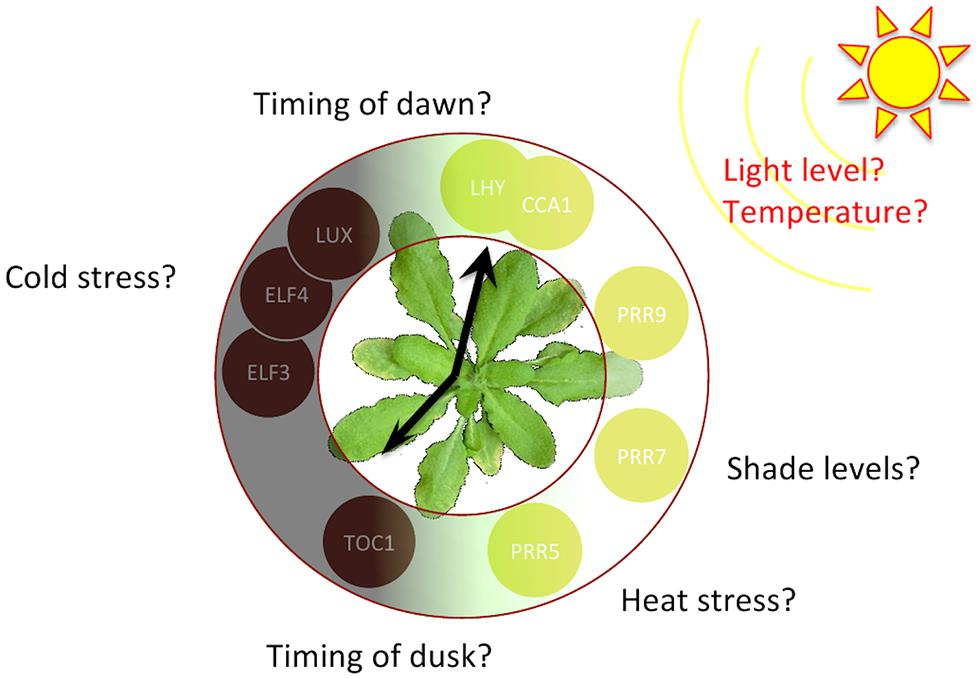 Timing of dawn?
Light level?
Temperature?
LHY
CCA1
LUX
Cold stress?
ELF4
PRR9
ELF3
PRR7
Shade levels?
TOC1
PRR5
Heat stress?
Timing of dusk?